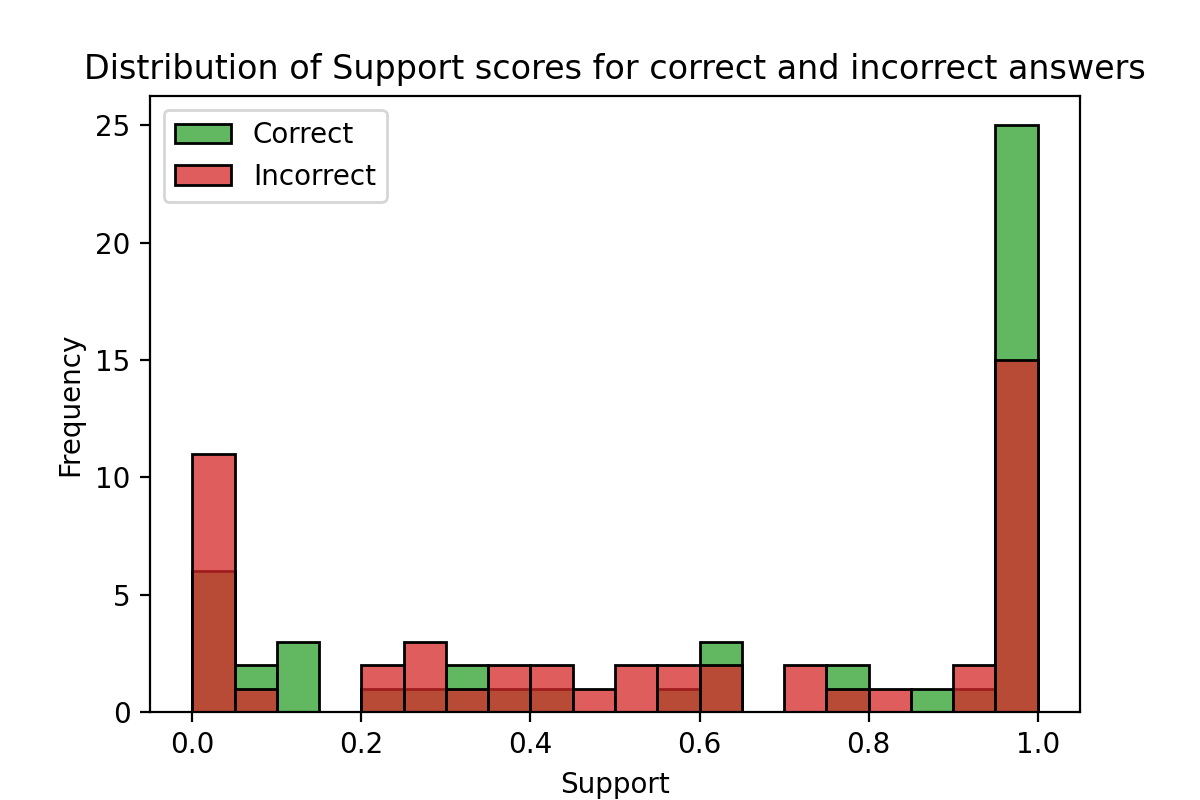 Distribution of Support scores for correct and incorrect answers
Correct
Incorrect
Frequency
25
20
15
10
5
0
0.0 0.2 0.4 0.6 0.8 1.0
Support